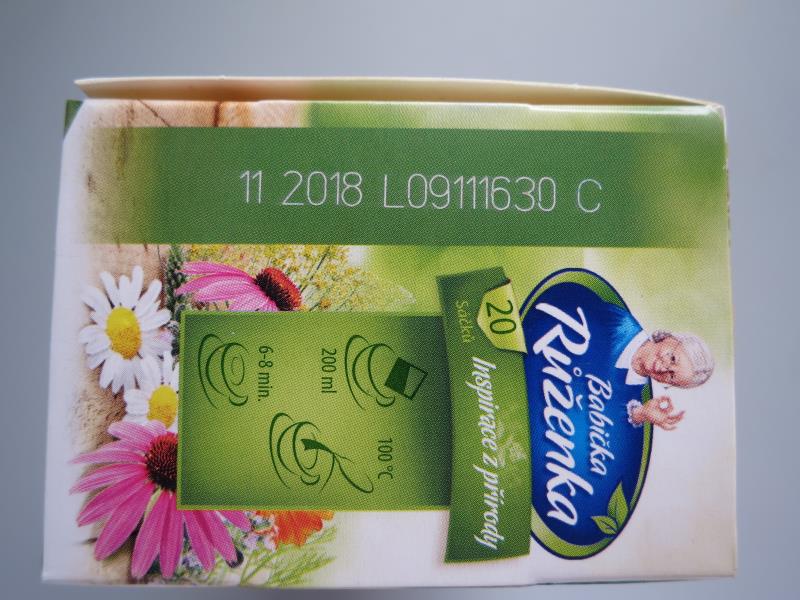 11 2018 L09111630 C
Babička
Růženka
20
Sáčků
Inspirace z přírody
200 ml
100°C
6-8 min.